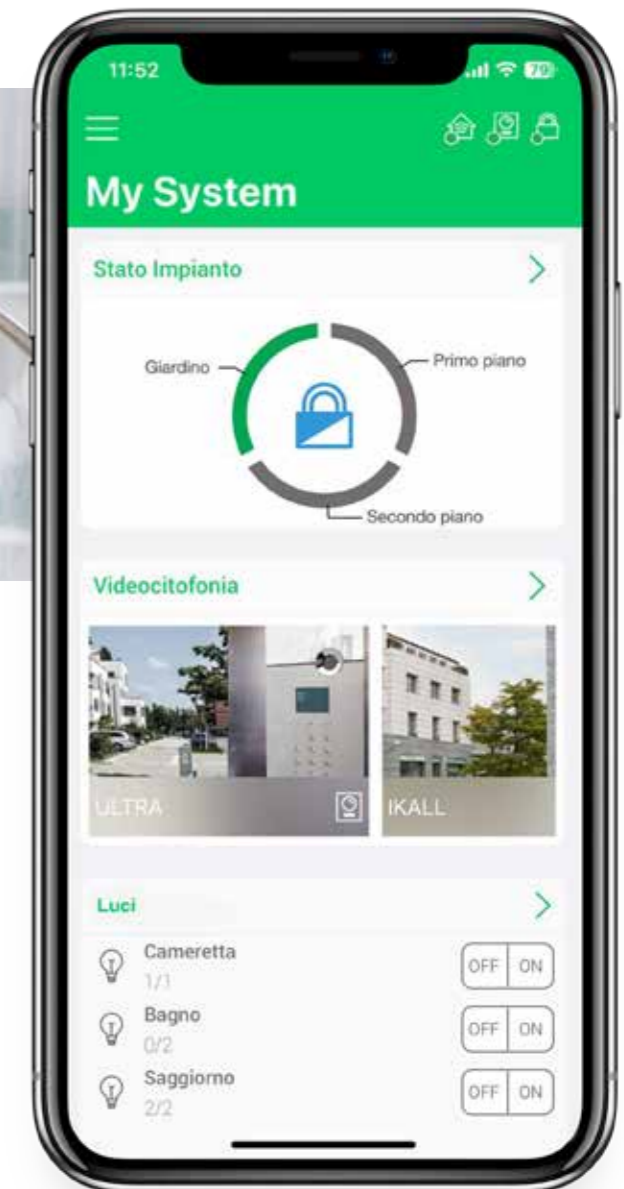 11:52
79
My System
Stato Impianto
Giardino
Primo piano
Secondo piano
Videocitofonia
ULTRA
IKALL
Luci
Cameretta
1/1
OFF ON
Bagno
0/2
OFF ON
Saggiorno
2/2
OFF ON